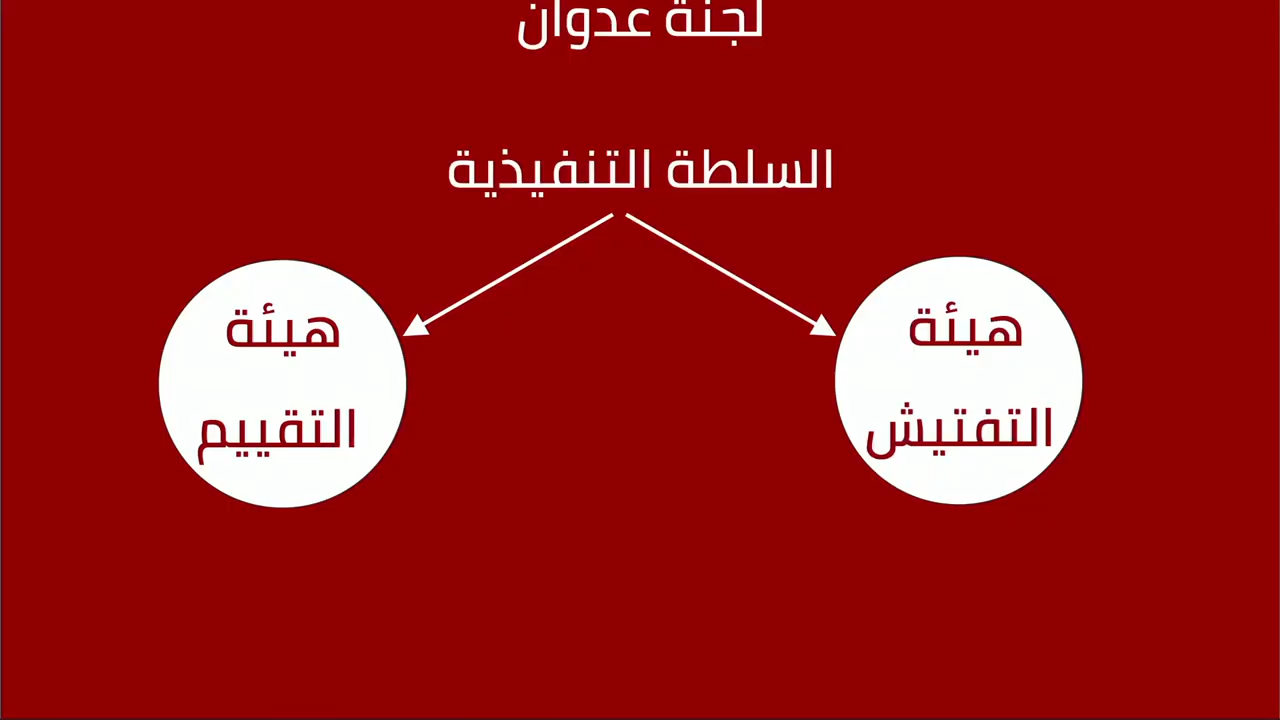 لجنة عدوان
السلطة التنفيذية
هيئة
التفتيش
هيئة
التقييم